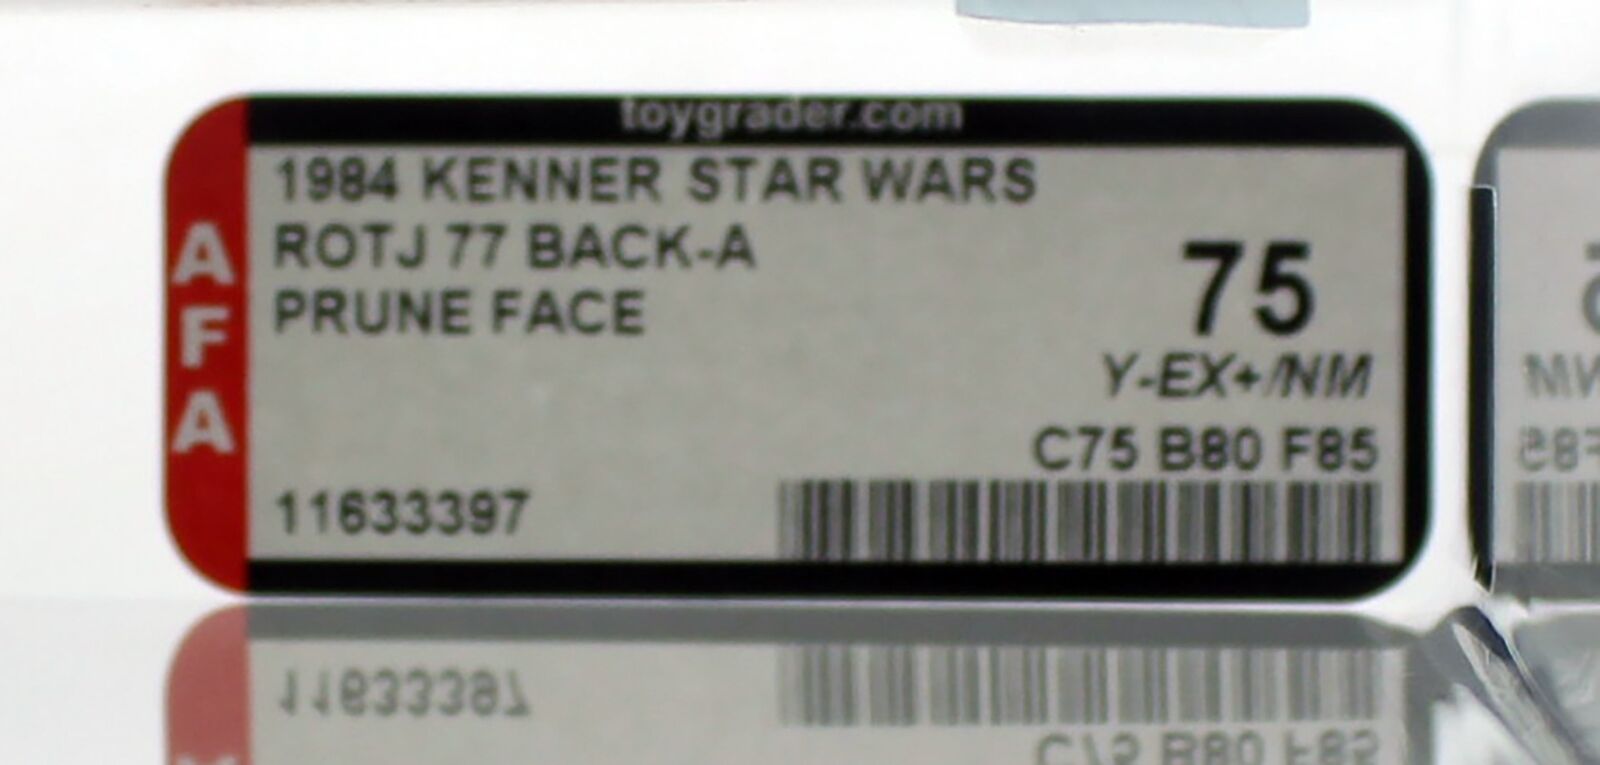 toygrader.com
AFA
1984 KENNER STAR WARS
ROTJ 77 BACK-A
PRUNE FACE
75
Y-EX+/NM
C75 B80 F85
11633397